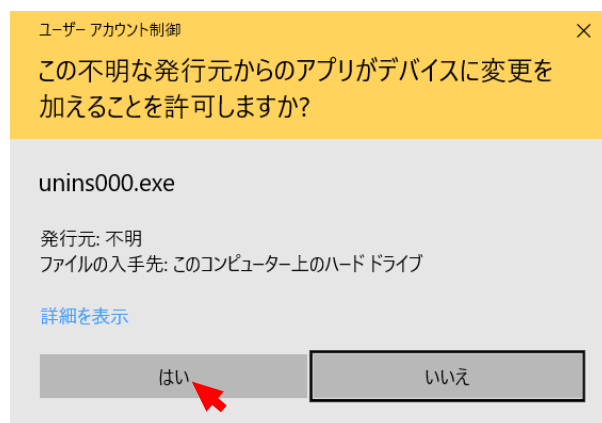 ユーザー アカウント制御
この不明な発行元からのアプリがデバイスに変更を
加えることを許可しますか?
unins000.exe
発行元: 不明
ファイルの入手先: このコンピューター上のハード ドライブ
詳細を表示
はい
いいえ